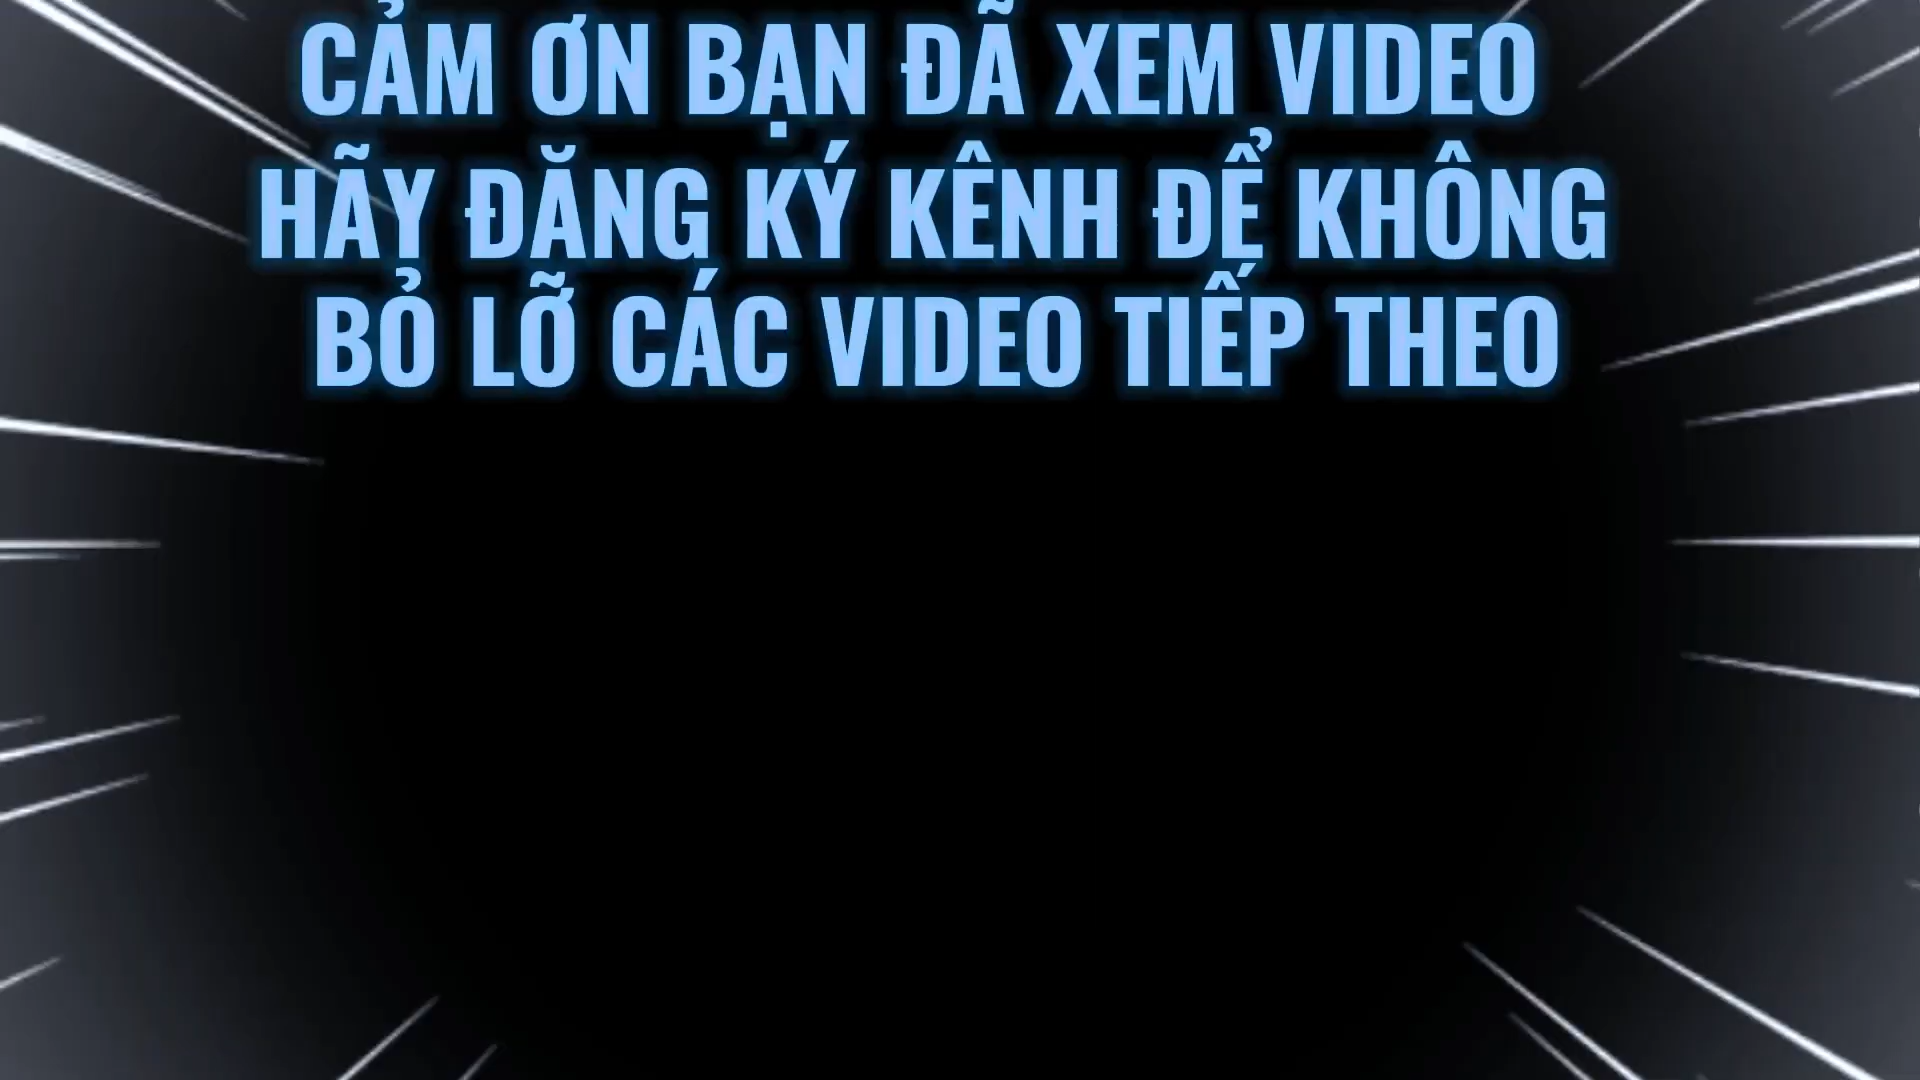 CẢM ƠN BẠN ĐÃ XEM VIDEO
HÃY ĐĂNG KÝ KÊNH ĐỂ KHÔNG
BỎ LỠ CÁC VIDEO TIẾP THEO